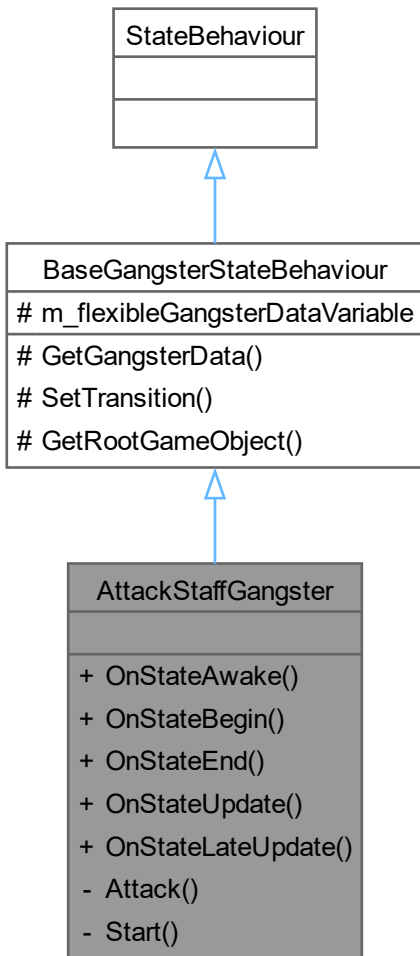 StateBehaviour
BaseGangsterStateBehaviour
# m_flexibleGangsterDataVariable
# GetGangsterData()
# SetTransition()
# GetRootGameObject()
AttackStaffGangster
+ OnStateAwake()
+ OnStateBegin()
+ OnStateEnd()
+ OnStateUpdate()
+ OnStateLateUpdate()
- Attack()
- Start()